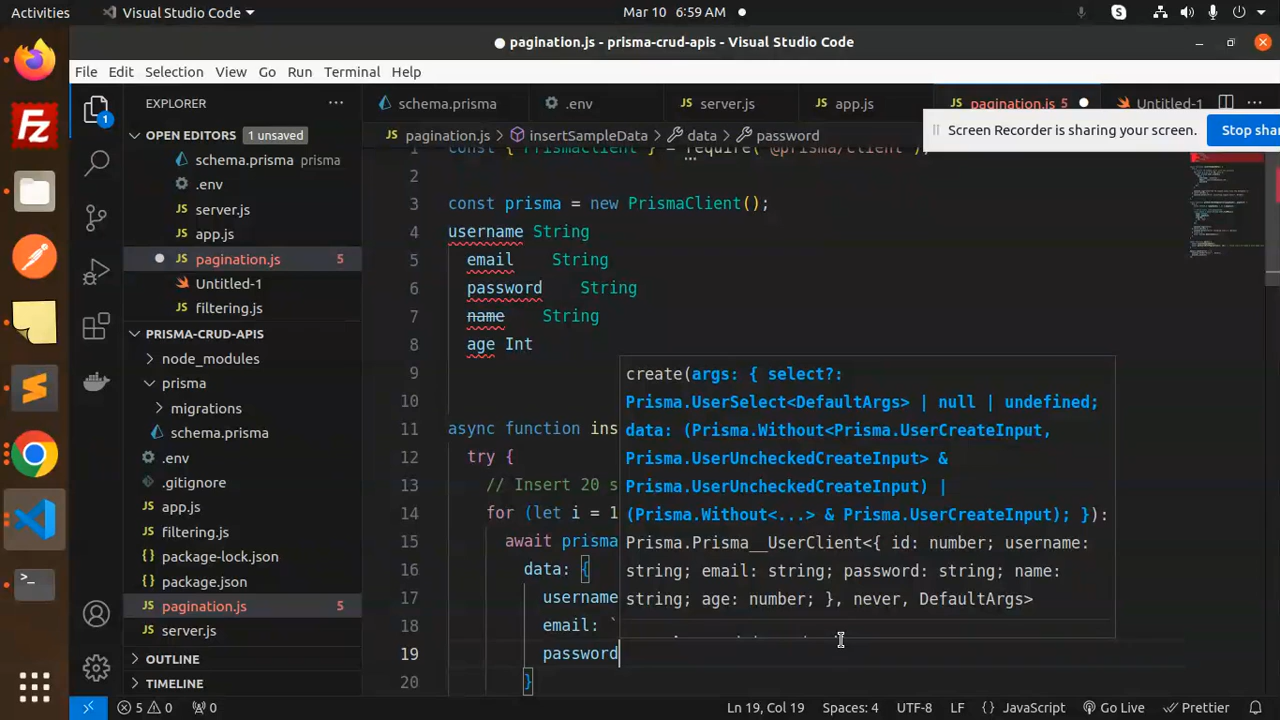 Activities
Visual Studio Code
Mar 10 6:59 AM
pagination.js - prisma-crud-apis - Visual Studio Code
File Edit Selection View Go Run Terminal Help
EXPLORER
schema.prisma
.env
server.js
app.js
pagination.js 5
Untitled-1
Screen Recorder is sharing your screen.
Stop sha
OPEN EDITORS
1 unsaved
schema.prisma prisma
.env
server.js
app.js
pagination.js 5
Untitled-1
filtering.js
PRISMA-CRUD-APIS
node_modules
prisma
migrations
schema.prisma
.env
.gitignore
app.js
filtering.js
package-lock.json
package.json
pagination.js 5
server.js
OUTLINE
TIMELINE
pagination.js > insertSampleData > data > password
1 const { PrismaClient } = require("@prisma/client");
2
3 const prisma = new PrismaClient();
4 username String
5 email String
6 password String
7 name String
8 age Int
9
10
11 async function ins
12 try {
13 // Insert 20 s
14 for (let i = 1
15 await prisma
16 data: {
17 username
18 email: `
19 password
20 }
create(args: { select?:
Prisma.UserSelect<DefaultArgs> | null | undefined;
data: (Prisma.Without<Prisma.UserCreateInput,
Prisma.UserUncheckedCreateInput> &
Prisma.UserUncheckedCreateInput) |
(Prisma.Without<...> & Prisma.UserCreateInput); }):
Prisma.Prisma__UserClient<{ id: number; username:
string; email: string; password: string; name:
string; age: number; }, never, DefaultArgs>
5 0 0
Ln 19, Col 19
Spaces: 4
UTF-8
LF
{ } JavaScript
Go Live
Prettier